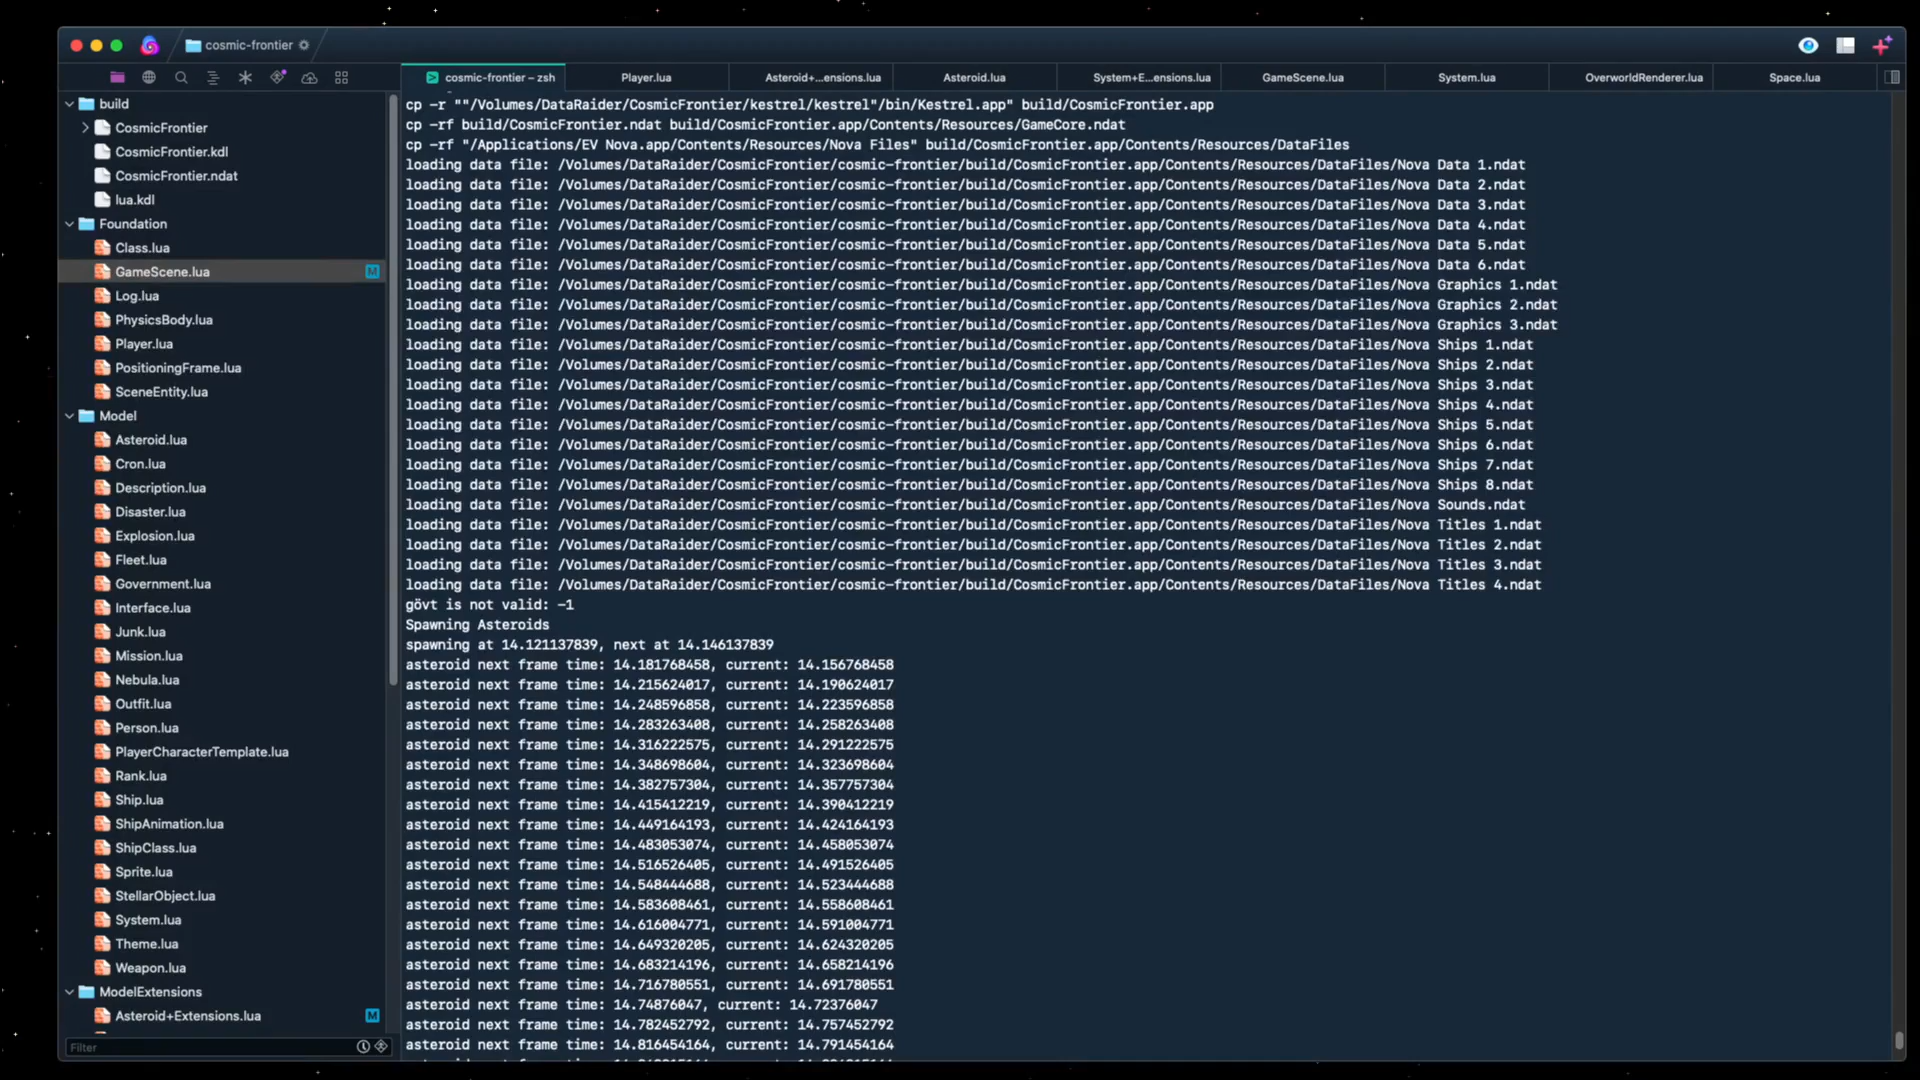 cosmic-frontier
cosmic-frontier – zsh
Player.lua
Asteroid+...ensions.lua
Asteroid.lua
System+E...ensions.lua
GameScene.lua
System.lua
OverworldRenderer.lua
Space.lua
build
CosmicFrontier
CosmicFrontier.kdl
CosmicFrontier.ndat
lua.kdl
Foundation
Class.lua
GameScene.lua M
Log.lua
PhysicsBody.lua
Player.lua
PositioningFrame.lua
SceneEntity.lua
Model
Asteroid.lua
Cron.lua
Description.lua
Disaster.lua
Explosion.lua
Fleet.lua
Government.lua
Interface.lua
Junk.lua
Mission.lua
Nebula.lua
Outfit.lua
Person.lua
PlayerCharacterTemplate.lua
Rank.lua
Ship.lua
ShipAnimation.lua
ShipClass.lua
Sprite.lua
StellarObject.lua
System.lua
Theme.lua
Weapon.lua
ModelExtensions
Asteroid+Extensions.lua M
Filter
cp -r ""/Volumes/DataRaider/CosmicFrontier/kestrel/kestrel"/bin/Kestrel.app" build/CosmicFrontier.app
cp -rf build/CosmicFrontier.ndat build/CosmicFrontier.app/Contents/Resources/GameCore.ndat
cp -rf "/Applications/EV Nova.app/Contents/Resources/Nova Files" build/CosmicFrontier.app/Contents/Resources/DataFiles
loading data file: /Volumes/DataRaider/CosmicFrontier/cosmic-frontier/build/CosmicFrontier.app/Contents/Resources/DataFiles/Nova Data 1.ndat
loading data file: /Volumes/DataRaider/CosmicFrontier/cosmic-frontier/build/CosmicFrontier.app/Contents/Resources/DataFiles/Nova Data 2.ndat
loading data file: /Volumes/DataRaider/CosmicFrontier/cosmic-frontier/build/CosmicFrontier.app/Contents/Resources/DataFiles/Nova Data 3.ndat
loading data file: /Volumes/DataRaider/CosmicFrontier/cosmic-frontier/build/CosmicFrontier.app/Contents/Resources/DataFiles/Nova Data 4.ndat
loading data file: /Volumes/DataRaider/CosmicFrontier/cosmic-frontier/build/CosmicFrontier.app/Contents/Resources/DataFiles/Nova Data 5.ndat
loading data file: /Volumes/DataRaider/CosmicFrontier/cosmic-frontier/build/CosmicFrontier.app/Contents/Resources/DataFiles/Nova Data 6.ndat
loading data file: /Volumes/DataRaider/CosmicFrontier/cosmic-frontier/build/CosmicFrontier.app/Contents/Resources/DataFiles/Nova Graphics 1.ndat
loading data file: /Volumes/DataRaider/CosmicFrontier/cosmic-frontier/build/CosmicFrontier.app/Contents/Resources/DataFiles/Nova Graphics 2.ndat
loading data file: /Volumes/DataRaider/CosmicFrontier/cosmic-frontier/build/CosmicFrontier.app/Contents/Resources/DataFiles/Nova Graphics 3.ndat
loading data file: /Volumes/DataRaider/CosmicFrontier/cosmic-frontier/build/CosmicFrontier.app/Contents/Resources/DataFiles/Nova Ships 1.ndat
loading data file: /Volumes/DataRaider/CosmicFrontier/cosmic-frontier/build/CosmicFrontier.app/Contents/Resources/DataFiles/Nova Ships 2.ndat
loading data file: /Volumes/DataRaider/CosmicFrontier/cosmic-frontier/build/CosmicFrontier.app/Contents/Resources/DataFiles/Nova Ships 3.ndat
loading data file: /Volumes/DataRaider/CosmicFrontier/cosmic-frontier/build/CosmicFrontier.app/Contents/Resources/DataFiles/Nova Ships 4.ndat
loading data file: /Volumes/DataRaider/CosmicFrontier/cosmic-frontier/build/CosmicFrontier.app/Contents/Resources/DataFiles/Nova Ships 5.ndat
loading data file: /Volumes/DataRaider/CosmicFrontier/cosmic-frontier/build/CosmicFrontier.app/Contents/Resources/DataFiles/Nova Ships 6.ndat
loading data file: /Volumes/DataRaider/CosmicFrontier/cosmic-frontier/build/CosmicFrontier.app/Contents/Resources/DataFiles/Nova Ships 7.ndat
loading data file: /Volumes/DataRaider/CosmicFrontier/cosmic-frontier/build/CosmicFrontier.app/Contents/Resources/DataFiles/Nova Ships 8.ndat
loading data file: /Volumes/DataRaider/CosmicFrontier/cosmic-frontier/build/CosmicFrontier.app/Contents/Resources/DataFiles/Nova Sounds.ndat
loading data file: /Volumes/DataRaider/CosmicFrontier/cosmic-frontier/build/CosmicFrontier.app/Contents/Resources/DataFiles/Nova Titles 1.ndat
loading data file: /Volumes/DataRaider/CosmicFrontier/cosmic-frontier/build/CosmicFrontier.app/Contents/Resources/DataFiles/Nova Titles 2.ndat
loading data file: /Volumes/DataRaider/CosmicFrontier/cosmic-frontier/build/CosmicFrontier.app/Contents/Resources/DataFiles/Nova Titles 3.ndat
loading data file: /Volumes/DataRaider/CosmicFrontier/cosmic-frontier/build/CosmicFrontier.app/Contents/Resources/DataFiles/Nova Titles 4.ndat
gövt is not valid: -1
Spawning Asteroids
spawning at 14.121137839, next at 14.146137839
asteroid next frame time: 14.181768458, current: 14.156768458
asteroid next frame time: 14.215624017, current: 14.190624017
asteroid next frame time: 14.248596858, current: 14.223596858
asteroid next frame time: 14.283263408, current: 14.258263408
asteroid next frame time: 14.316222575, current: 14.291222575
asteroid next frame time: 14.348698604, current: 14.323698604
asteroid next frame time: 14.382757304, current: 14.357757304
asteroid next frame time: 14.415412219, current: 14.390412219
asteroid next frame time: 14.449164193, current: 14.424164193
asteroid next frame time: 14.483053074, current: 14.458053074
asteroid next frame time: 14.516526405, current: 14.491526405
asteroid next frame time: 14.548444688, current: 14.523444688
asteroid next frame time: 14.583608461, current: 14.558608461
asteroid next frame time: 14.616004771, current: 14.591004771
asteroid next frame time: 14.649320205, current: 14.624320205
asteroid next frame time: 14.683214196, current: 14.658214196
asteroid next frame time: 14.716780551, current: 14.691780551
asteroid next frame time: 14.74876047, current: 14.72376047
asteroid next frame time: 14.782452792, current: 14.757452792
asteroid next frame time: 14.816454164, current: 14.791454164